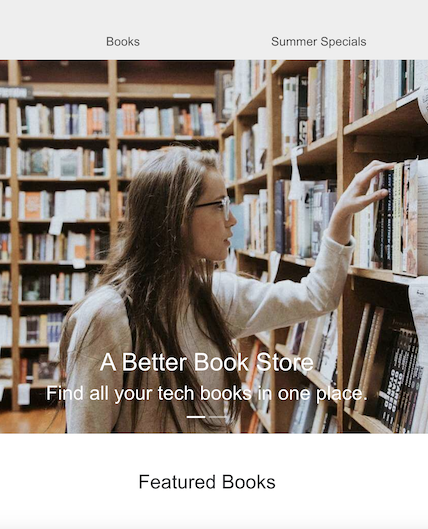 Books
Summer Specials
A Better Book Store
Find all your tech books in one place.
Featured Books